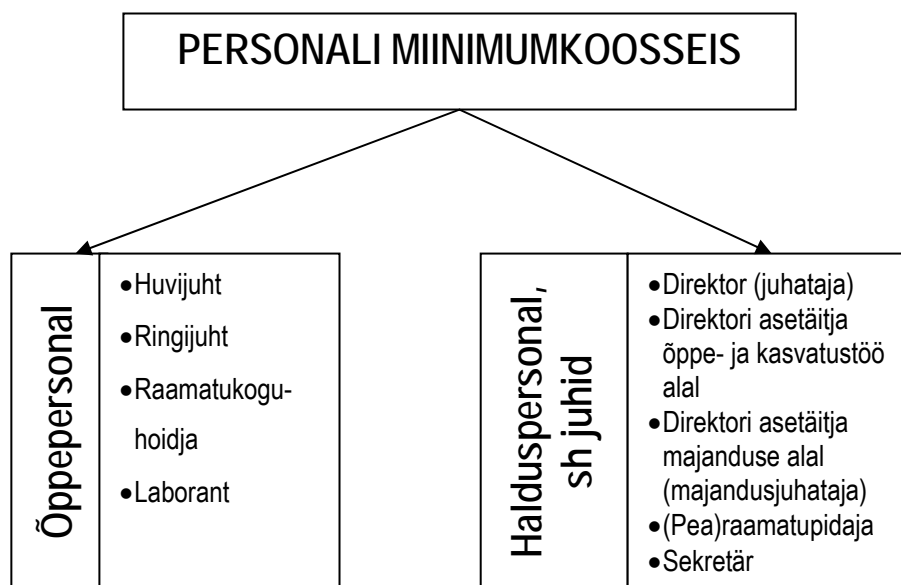 PERSONALI MIINIMUMKOOSSEIS
Õppepersonal
•Huvijuht
•Ringijuht
•Raamatukogu-
hoidja
•Laborant
Halduspersonal,
sh juhid
•Direktor (juhataja)
•Direktori asetäitja
õppe- ja kasvatustöö
alal
•Direktori asetäitja
majanduse alal
(majandusjuhataja)
•(Pea)raamatupidaja
•Sekretär